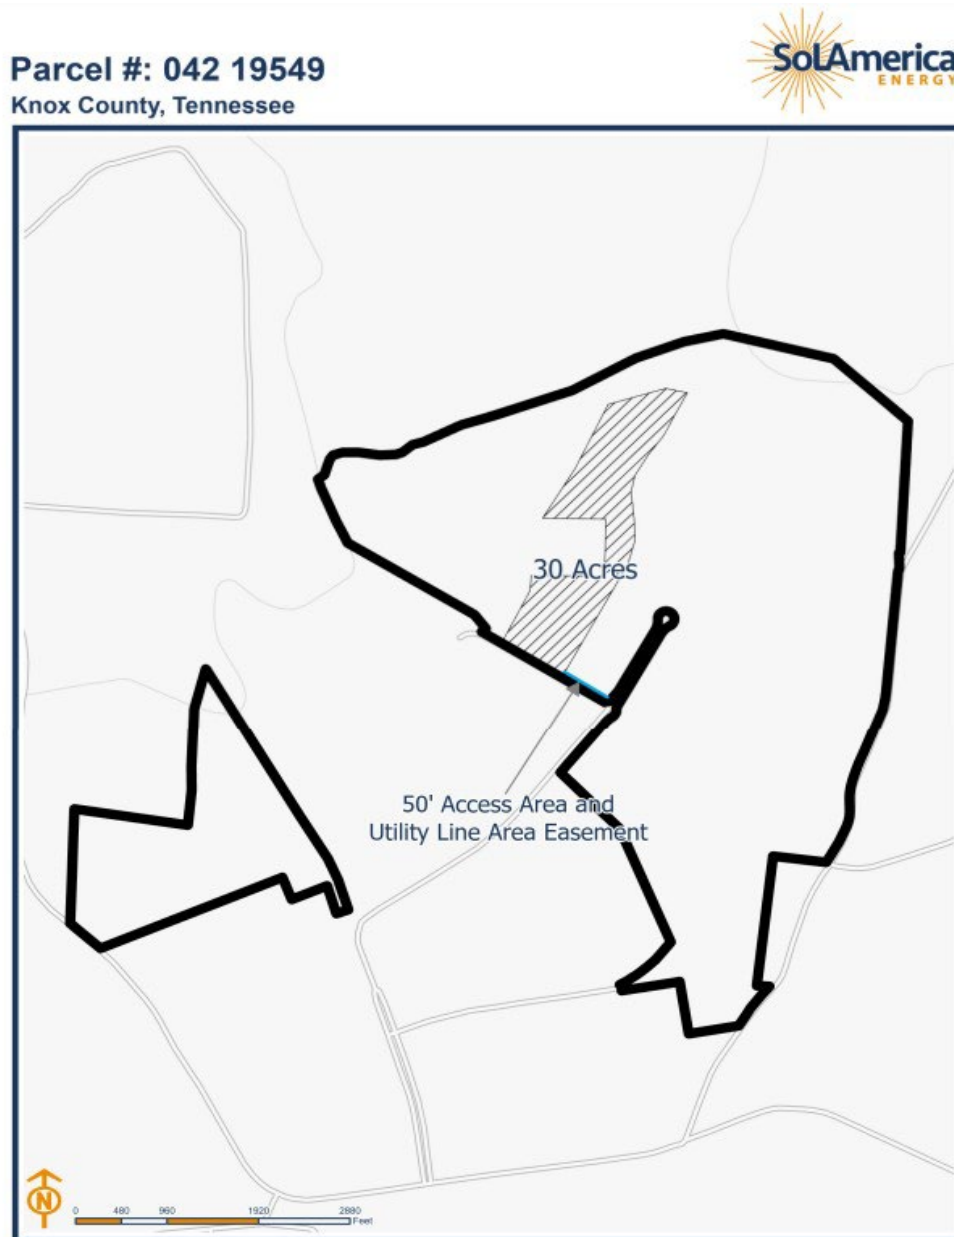 Parcel #: 042 19549
Knox County, Tennessee
SolAmerica
ENERGY
30 Acres
50' Access Area and
Utility Line Area Easement
N
0 480 960 1920 2880
Feet